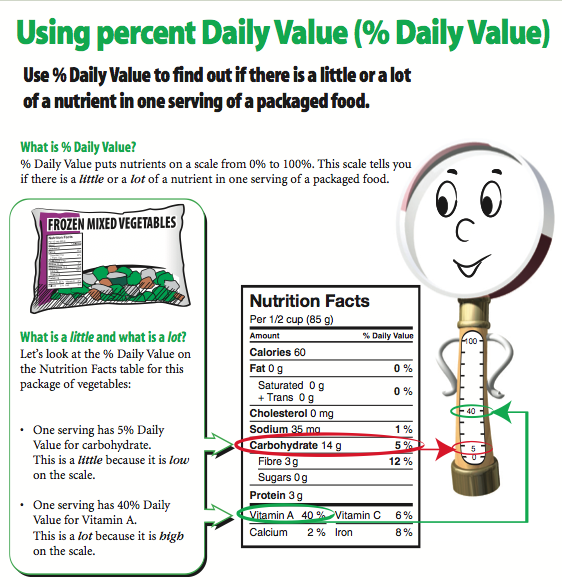 Using percent Daily Value (% Daily Value)
Use % Daily Value to find out if there is a little or a lot
of a nutrient in one serving of a packaged food.
What is % Daily Value?
% Daily Value puts nutrients on a scale from 0% to 100%. This scale tells you
if there is a little or a lot of a nutrient in one serving of a packaged food.
FROZEN MIXED VEGETABLES
What is a little and what is a lot?
Let's look at the % Daily Value on
the Nutrition Facts table for this
package of vegetables:
• One serving has 5% Daily
Value for carbohydrate.
This is a little because it is low
on the scale.
• One serving has 40% Daily
Value for Vitamin A.
This is a lot because it is high
on the scale.
Nutrition Facts
Per 1/2 cup (85 g)
Amount % Daily Value
Calories 60
Fat 0 g 0 %
Saturated 0 g
+ Trans 0 g 0 %
Cholesterol 0 mg
Sodium 35 mg 1 %
Carbohydrate 14 g 5 %
Fibre 3 g 12 %
Sugars 0 g
Protein 3 g
Vitamin A 40 % Vitamin C 6 %
Calcium 2 % Iron 8 %
100
40
5
0